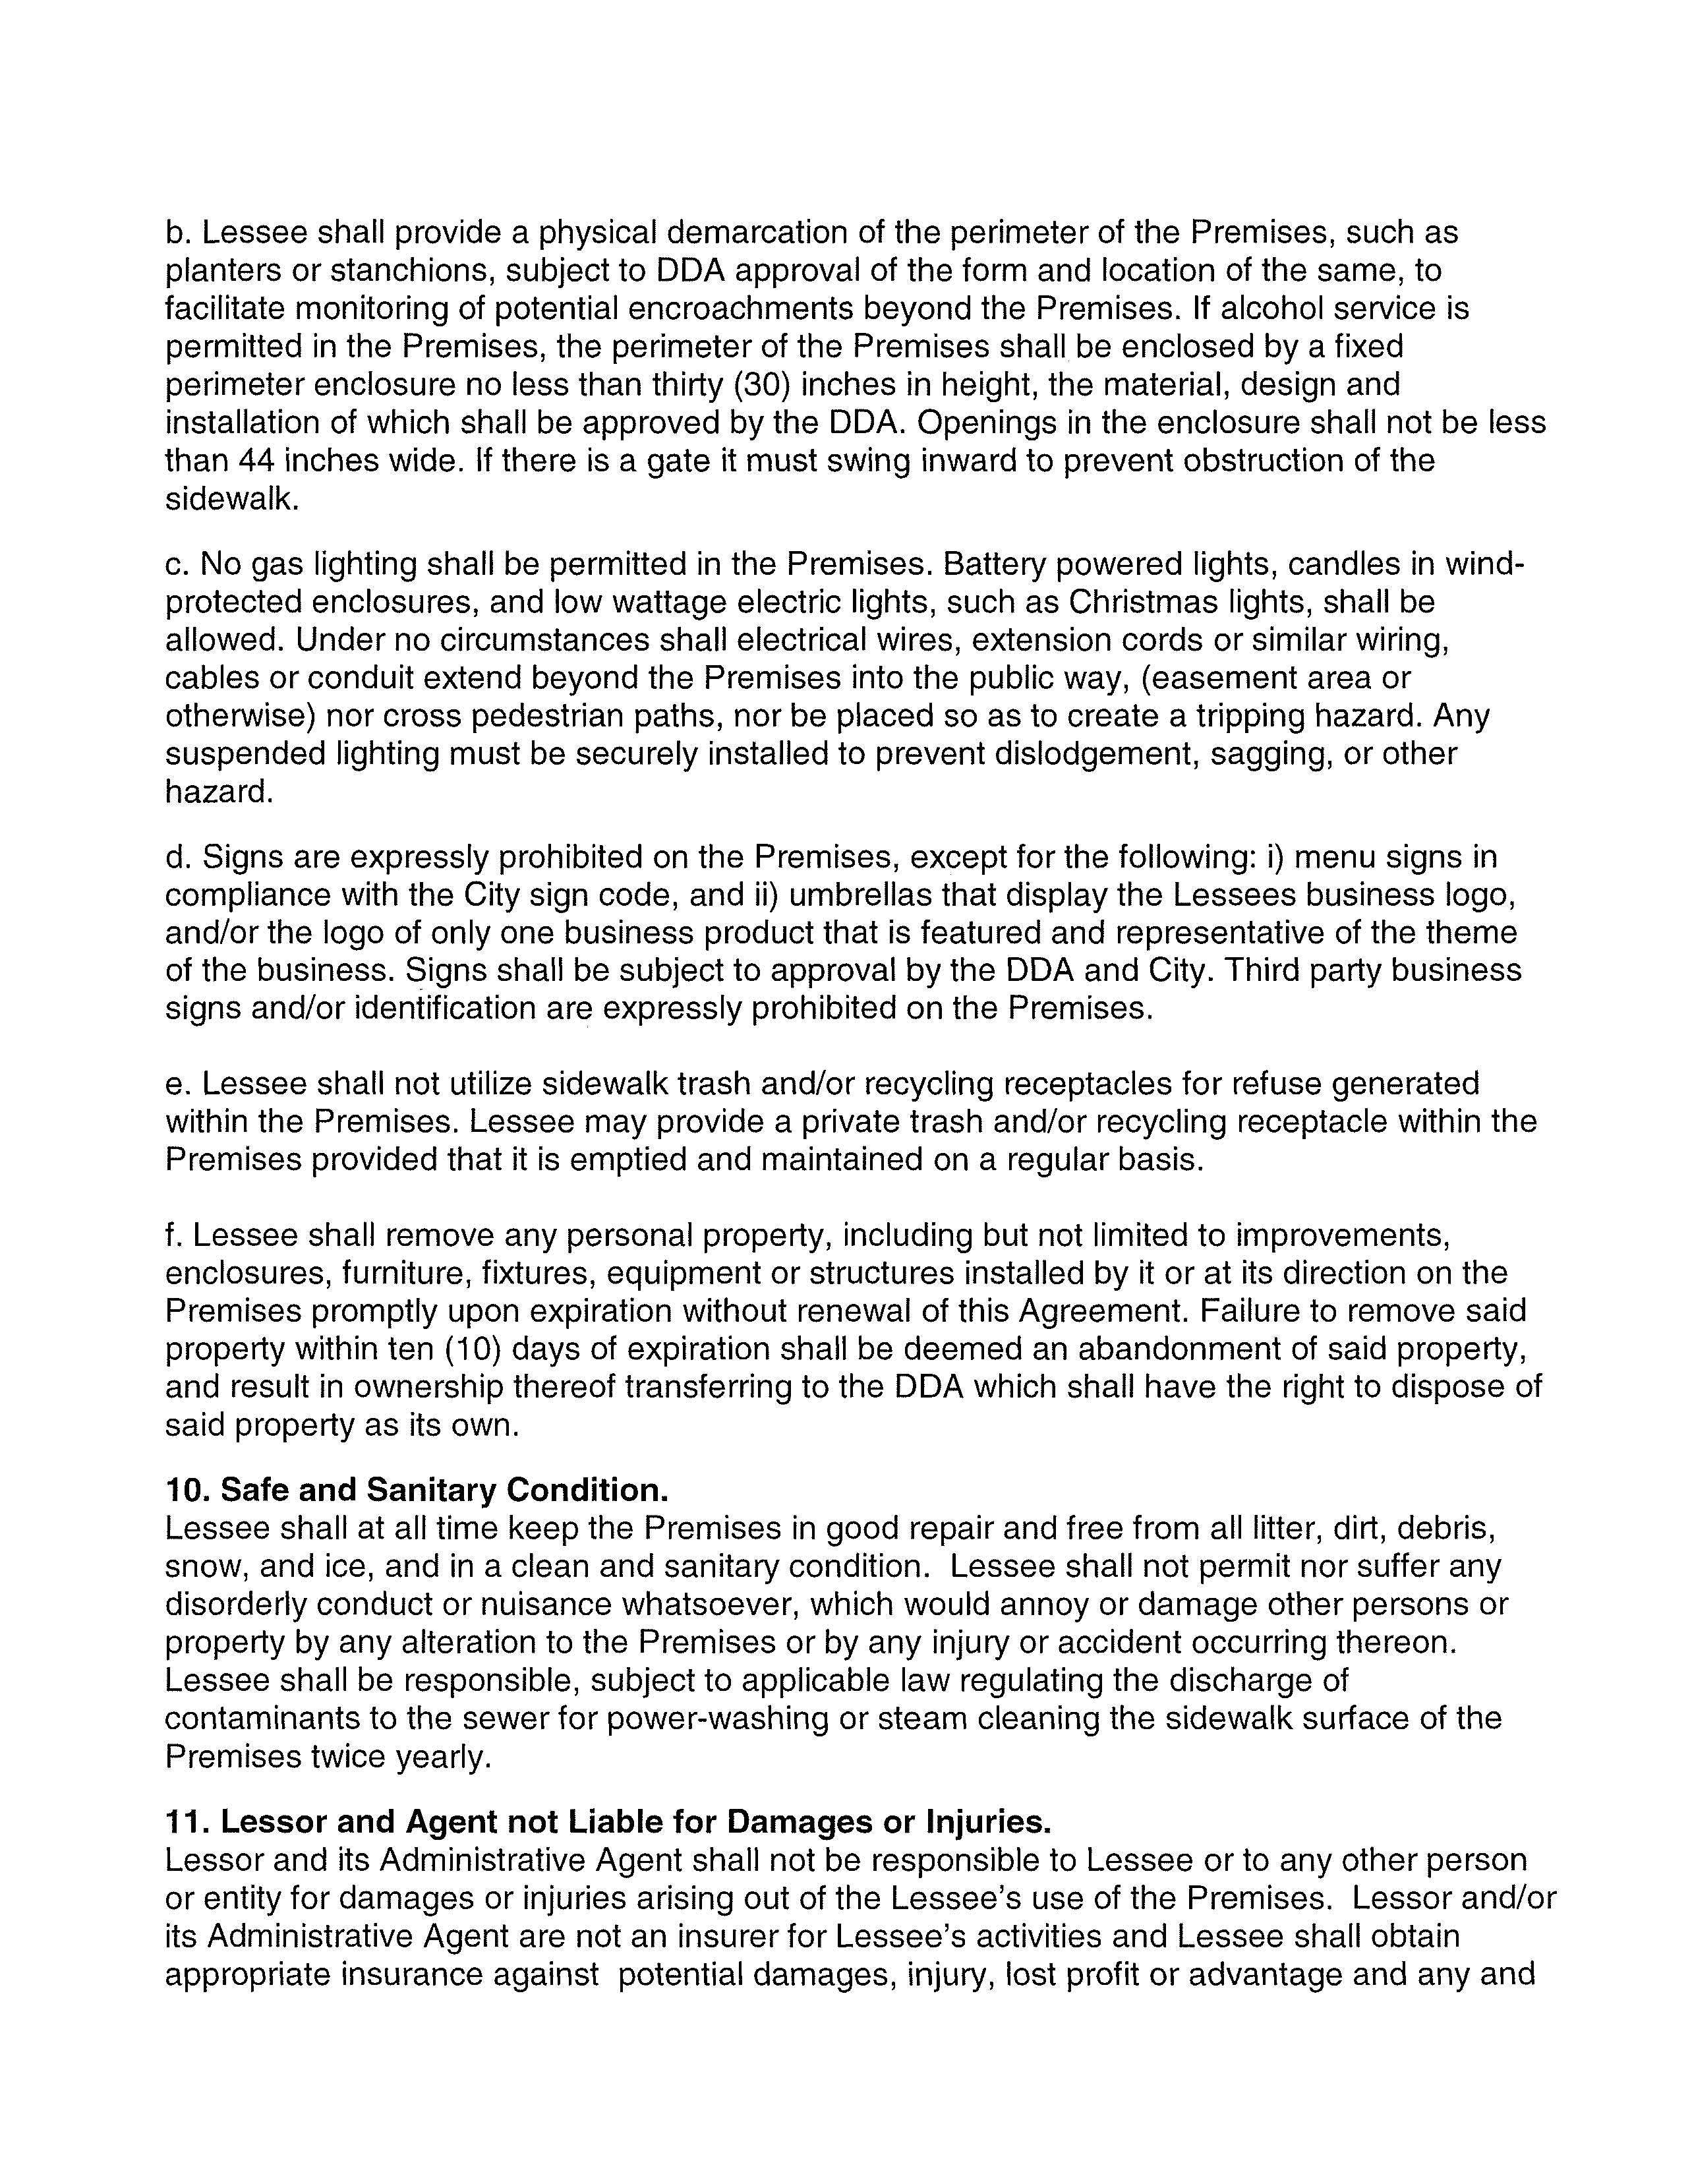 b. Lessee shall provide a physical demarcation of the perimeter of the Premises, such as
planters or stanchions, subject to DDA approval of the form and location of the same, to
facilitate monitoring of potential encroachments beyond the Premises. If alcohol service is
permitted in the Premises, the perimeter of the Premises shall be enclosed by a fixed
perimeter enclosure no less than thirty (30) inches in height, the material, design and
installation of which shall be approved by the DDA. Openings in the enclosure shall not be less
than 44 inches wide. If there is a gate it must swing inward to prevent obstruction of the
sidewalk.
c. No gas lighting shall be permitted in the Premises. Battery powered lights, candles in wind-
protected enclosures, and low wattage electric lights, such as Christmas lights, shall be
allowed. Under no circumstances shall electrical wires, extension cords or similar wiring,
cables or conduit extend beyond the Premises into the public way, (easement area or
otherwise) nor cross pedestrian paths, nor be placed so as to create a tripping hazard. Any
suspended lighting must be securely installed to prevent dislodgement, sagging, or other
hazard.
d. Signs are expressly prohibited on the Premises, except for the following: i) menu signs in
compliance with the City sign code, and ii) umbrellas that display the Lessees business logo,
and/or the logo of only one business product that is featured and representative of the theme
of the business. Signs shall be subject to approval by the DDA and City. Third party business
signs and/or identification are expressly prohibited on the Premises.
e. Lessee shall not utilize sidewalk trash and/or recycling receptacles for refuse generated
within the Premises. Lessee may provide a private trash and/or recycling receptacle within the
Premises provided that it is emptied and maintained on a regular basis.
f. Lessee shall remove any personal property, including but not limited to improvements,
enclosures, furniture, fixtures, equipment or structures installed by it or at its direction on the
Premises promptly upon expiration without renewal of this Agreement. Failure to remove said
property within ten (10) days of expiration shall be deemed an abandonment of said property,
and result in ownership thereof transferring to the DDA which shall have the right to dispose of
said property as its own.
10. Safe and Sanitary Condition.
Lessee shall at all time keep the Premises in good repair and free from all litter, dirt, debris,
snow, and ice, and in a clean and sanitary condition.  Lessee shall not permit nor suffer any
disorderly conduct or nuisance whatsoever, which would annoy or damage other persons or
property by any alteration to the Premises or by any injury or accident occurring thereon.
Lessee shall be responsible, subject to applicable law regulating the discharge of
contaminants to the sewer for power-washing or steam cleaning the sidewalk surface of the
Premises twice yearly.
11. Lessor and Agent not Liable for Damages or Injuries.
Lessor and its Administrative Agent shall not be responsible to Lessee or to any other person
or entity for damages or injuries arising out of the Lessee's use of the Premises.  Lessor and/or
its Administrative Agent are not an insurer for Lessee's activities and Lessee shall obtain
appropriate insurance against  potential damages, injury, lost profit or advantage and any and